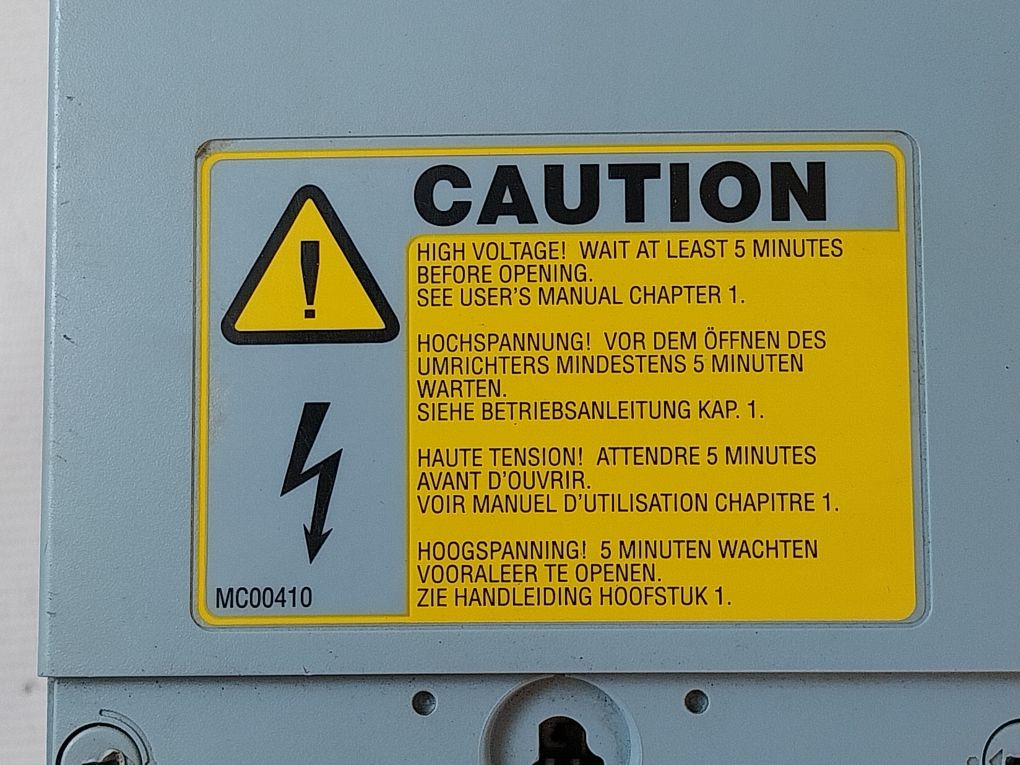 CAUTION
HIGH VOLTAGE! WAIT AT LEAST 5 MINUTES
BEFORE OPENING.
SEE USER'S MANUAL CHAPTER 1.
HOCHSPANNUNG! VOR DEM ÖFFNEN DES
UMRICHTERS MINDESTENS 5 MINUTEN
WARTEN.
SIEHE BETRIEBSANLEITUNG KAP. 1.
HAUTE TENSION! ATTENDRE 5 MINUTES
AVANT D'OUVRIR.
VOIR MANUEL D'UTILISATION CHAPITRE 1.
HOOGSPANNING! 5 MINUTEN WACHTEN
VOORALEER TE OPENEN.
ZIE HANDLEIDING HOOFSTUK 1.
MC00410